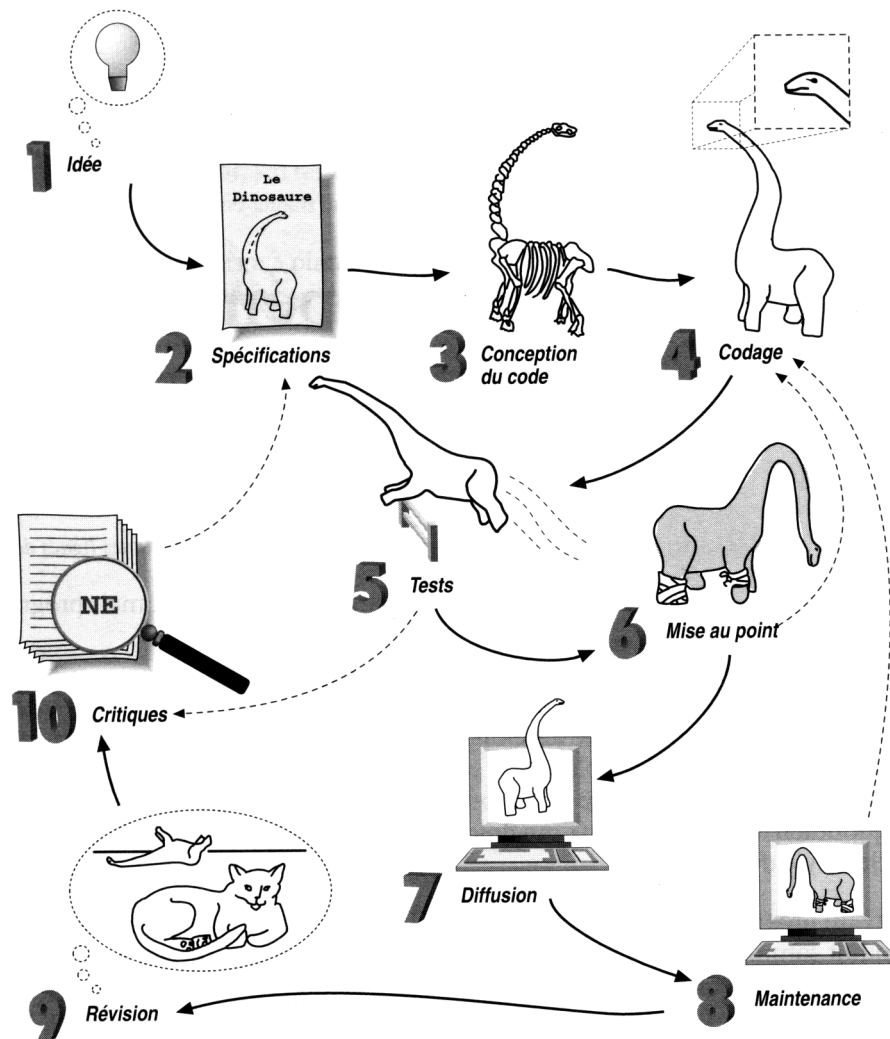 1 Idée
Le
Dinosaure
2 Spécifications
3 Conception
du code
4 Codage
5 Tests
6 Mise au point
7 Diffusion
8 Maintenance
9 Révision
NE
10 Critiques